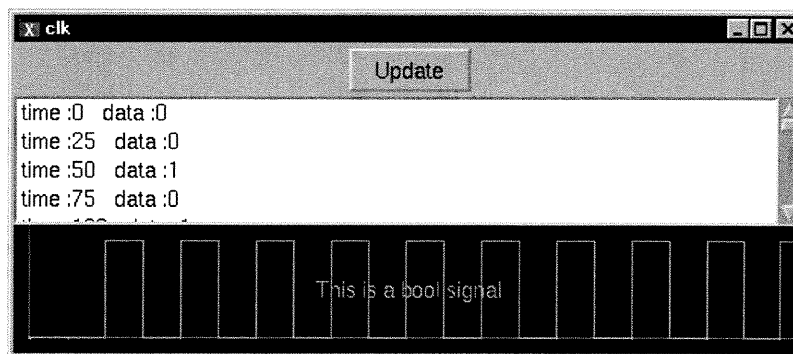 clk
Update
time :0 data :0
time :25 data :0
time :50 data :1
time :75 data :0
This is a bool signal